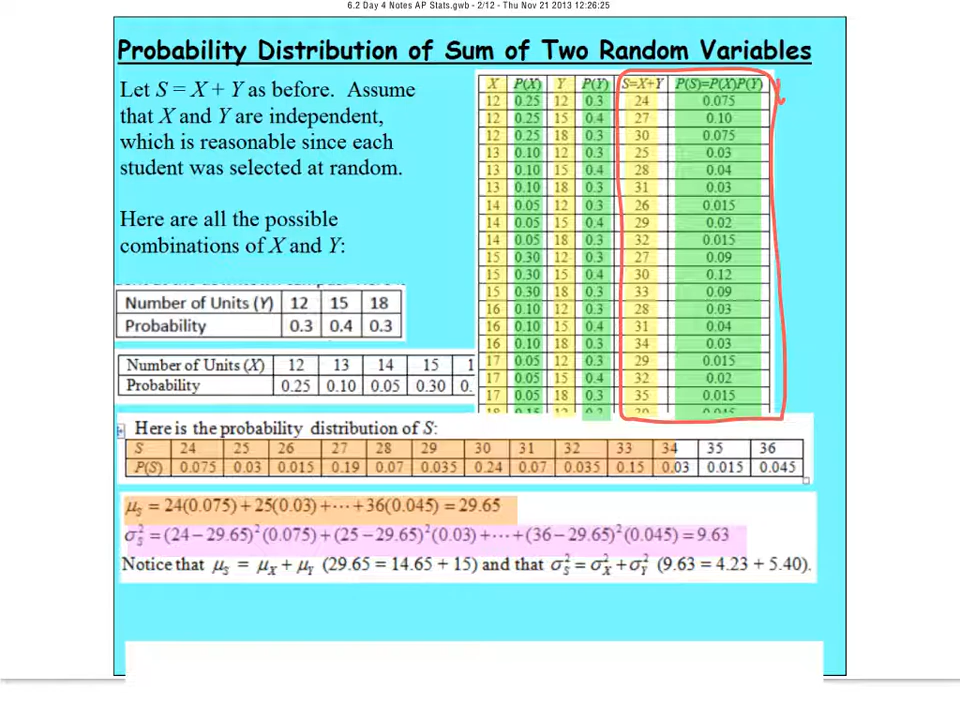 6.2 Day 4 Notes AP Stats.gwb - 2/12 - Thu Nov 21 2013 12:26:25
Probability Distribution of Sum of Two Random Variables
Let S = X + Y as before. Assume
that X and Y are independent,
which is reasonable since each
student was selected at random.
Here are all the possible
combinations of X and Y:
Number of Units (Y) 12 15 18
Probability 0.3 0.4 0.3
Number of Units (X) 12 13 14 15 1
Probability 0.25 0.10 0.05 0.30 0.
X P(X) Y P(Y) S=X+Y P(S)=P(X)P(Y)
12 0.25 12 0.3 24 0.075
12 0.25 15 0.4 27 0.10
12 0.25 18 0.3 30 0.075
13 0.10 12 0.3 25 0.03
13 0.10 15 0.4 28 0.04
13 0.10 18 0.3 31 0.03
14 0.05 12 0.3 26 0.015
14 0.05 15 0.4 29 0.02
14 0.05 18 0.3 32 0.015
15 0.30 12 0.3 27 0.09
15 0.30 15 0.4 30 0.12
15 0.30 18 0.3 33 0.09
16 0.10 12 0.3 28 0.03
16 0.10 15 0.4 31 0.04
16 0.10 18 0.3 34 0.03
17 0.05 12 0.3 29 0.015
17 0.05 15 0.4 32 0.02
17 0.05 18 0.3 35 0.015
Here is the probability distribution of S:
S 24 25 26 27 28 29 30 31 32 33 34 35 36
P(S) 0.075 0.03 0.015 0.19 0.07 0.035 0.24 0.07 0.035 0.15 0.03 0.015 0.045
μS = 24(0.075)+25(0.03)+⋯+36(0.045) = 29.65
σ²S = (24−29.65)²(0.075)+(25−29.65)²(0.03)+⋯+(36−29.65)²(0.045) = 9.63
Notice that μS = μX + μY (29.65 = 14.65 + 15) and that σ²S = σ²X + σ²Y (9.63 = 4.23 + 5.40).